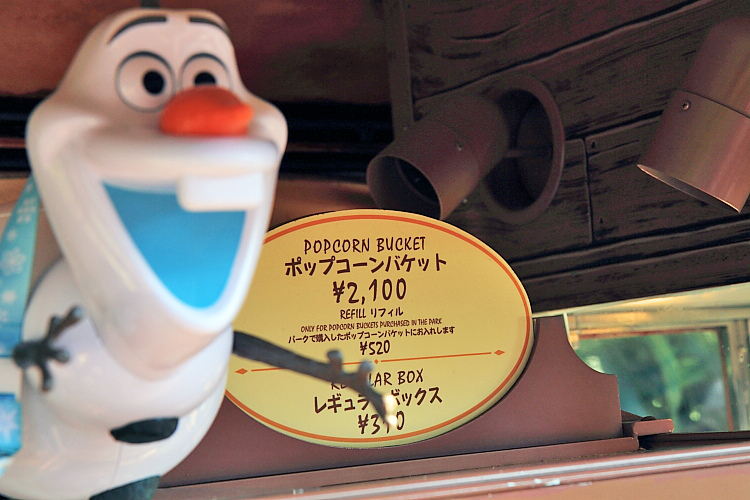 POPCORN BUCKET
ポップコーンバケット
¥2,100
REFILL リフィル
ONLY FOR POPCORN BUCKETS PURCHASED IN THE PARK
パークで購入したポップコーンバケットにお入れします
¥520
BOX